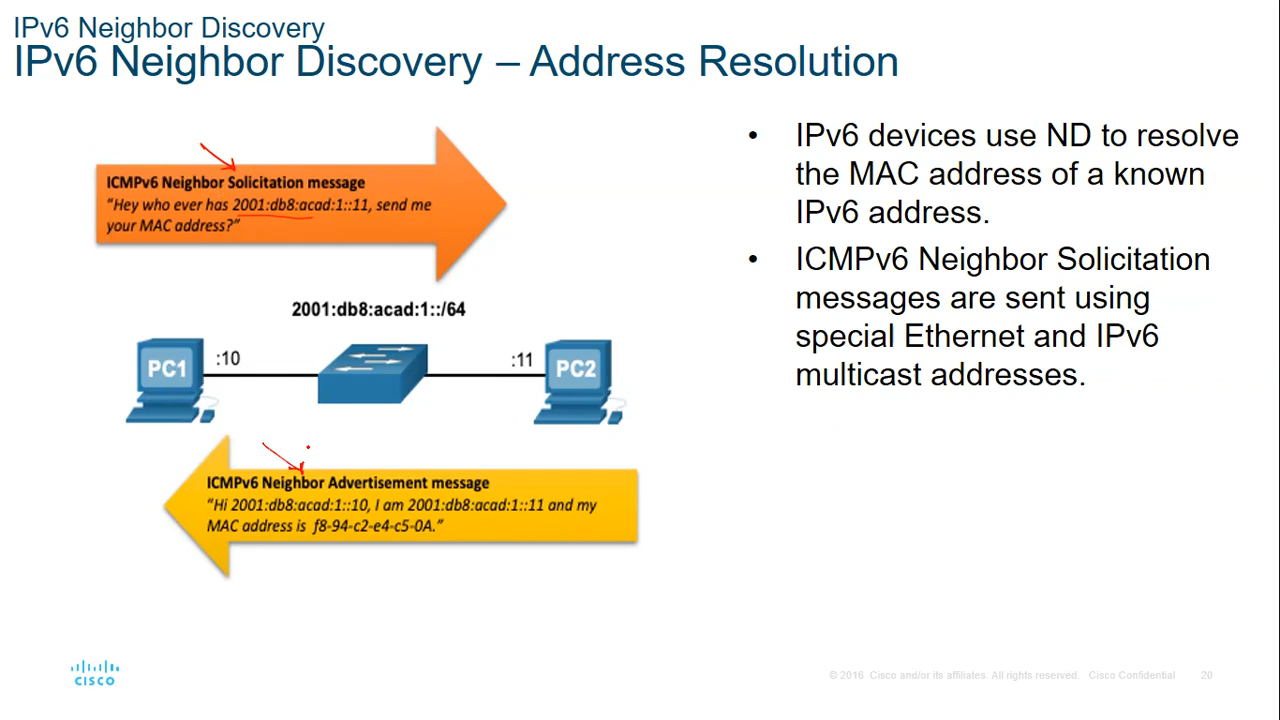 IPv6 Neighbor Discovery
IPv6 Neighbor Discovery – Address Resolution
ICMPv6 Neighbor Solicitation message
"Hey who ever has 2001:db8:acad:1::11, send me
your MAC address?"
2001:db8:acad:1::/64
PC1
:10
:11
PC2
ICMPv6 Neighbor Advertisement message
"Hi 2001:db8:acad:1::10, I am 2001:db8:acad:1::11 and my
MAC address is f8-94-c2-e4-c5-0A."
• IPv6 devices use ND to resolve
the MAC address of a known
IPv6 address.
• ICMPv6 Neighbor Solicitation
messages are sent using
special Ethernet and IPv6
multicast addresses.
CISCO
© 2016 Cisco and/or its affiliates. All rights reserved. Cisco Confidential
20